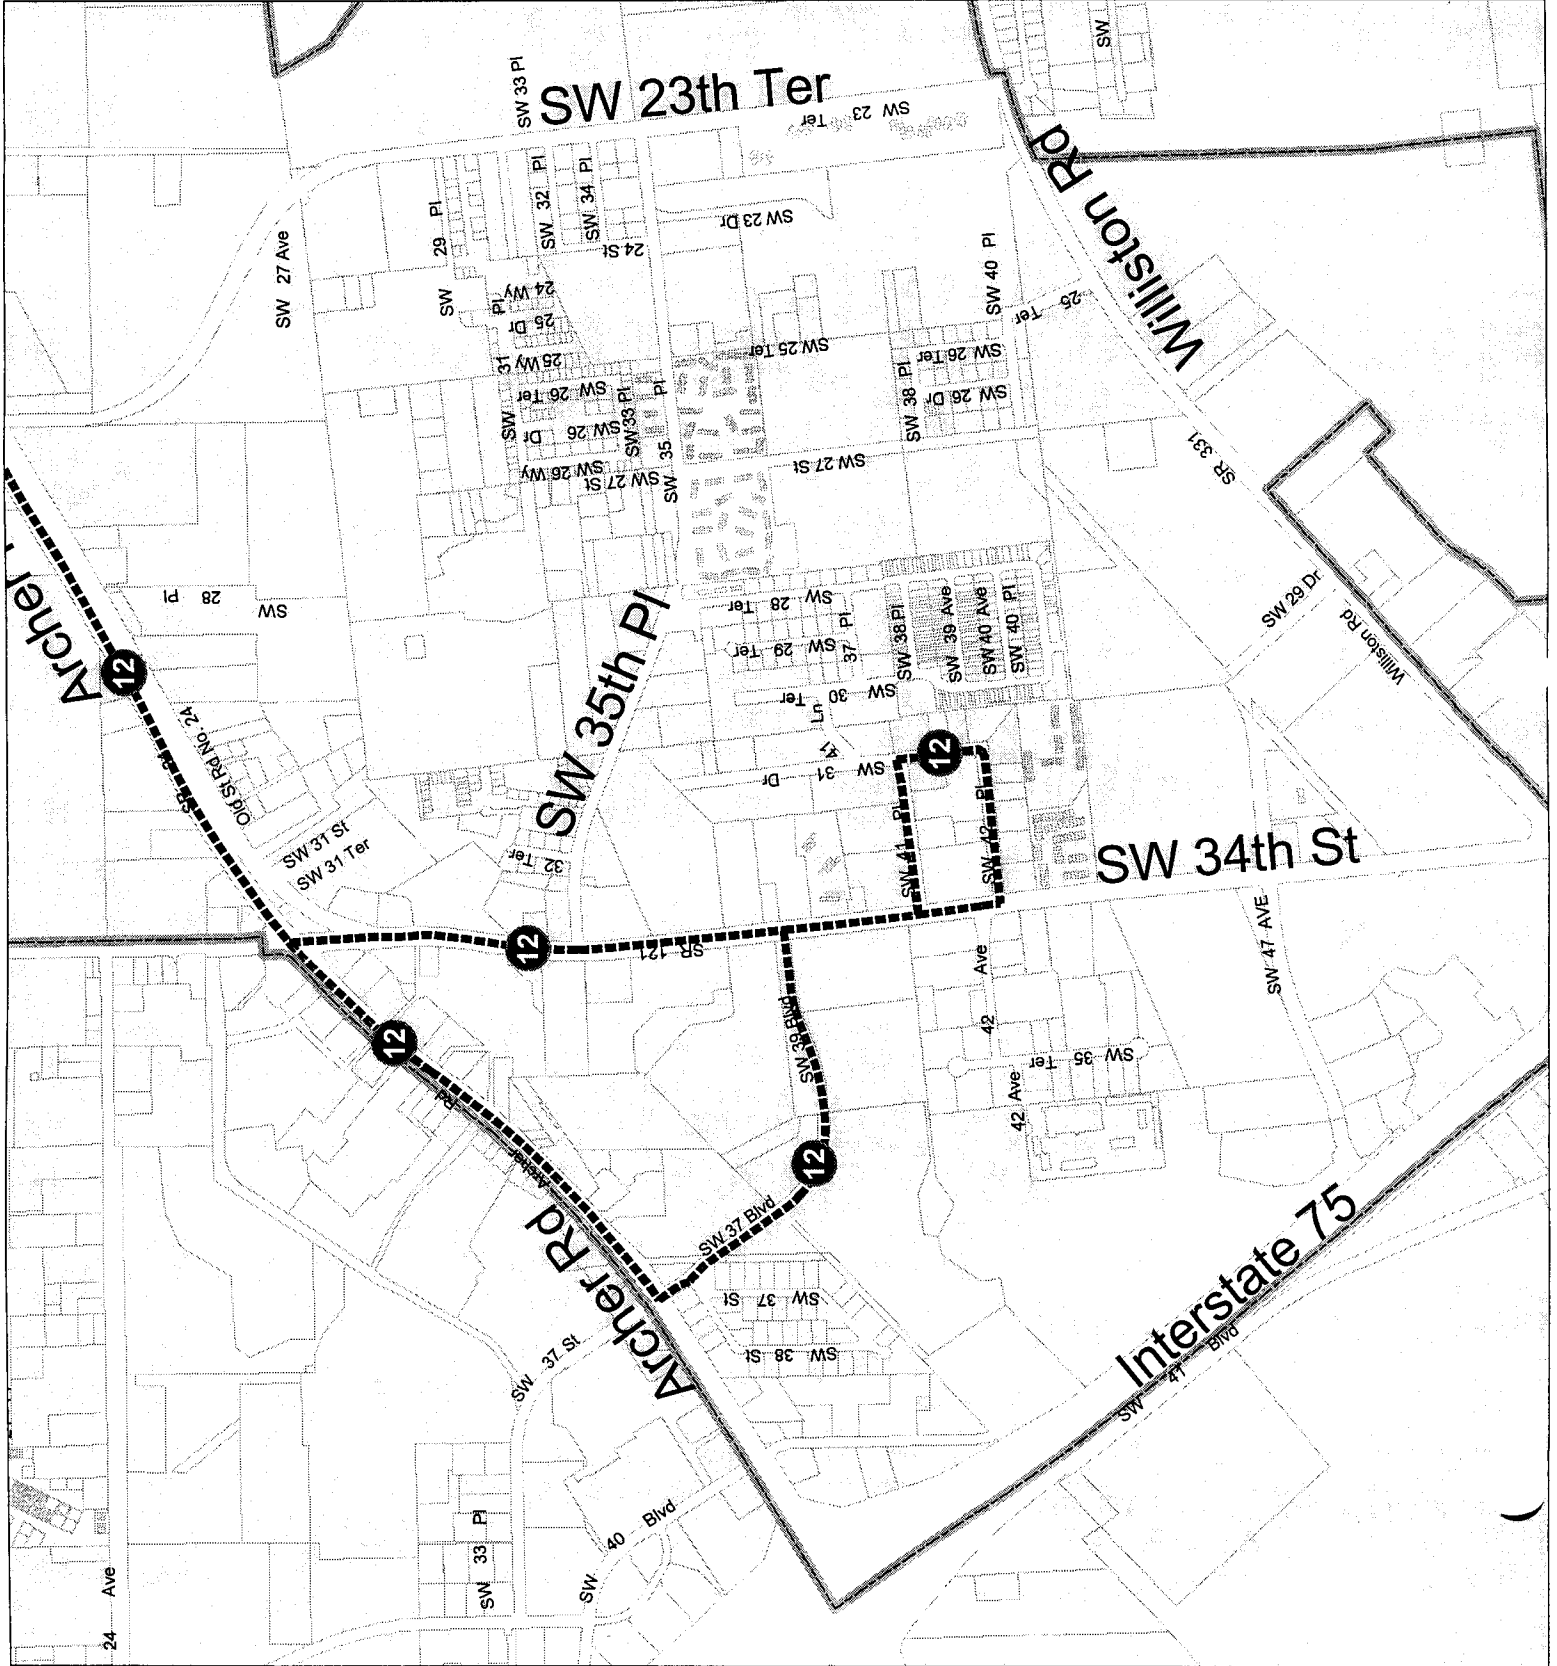 SW 33 Pl
SW 23th Ter
SW 23 Ter
SW
SW 27 Ave
SW 29 Pl
SW 32 Pl
SW 34 Pl
24 St
SW 23 Dr
Williston Rd
SW 31 Pl
24 Wy
25 Dr
25 Wy
SW 26 Ter
SW 26 Dr
SW 26 Wy
SW 33 Pl
SW 27 St
SW 35 Pl
SW 25 Ter
SW 40 Pl
25 Ter
SW 38 Pl
SW 26 Ter
SW 26 Dr
SW 27 St
SR 331
Archer
12
SW 28 Pl
Old St Rd No. 24
SW 31 St
SW 31 Ter
SW 35th Pl
32 Ter
SW 28 Ter
SW 29 Ter
SW 30 Ter
37 Pl
SW 38 Pl
SW 39 Ave
SW 40 Ave
SW 40 Pl
SW 29 Dr
Williston Rd
Ln
SW 31 Dr
12
SW 41 Pl
SW 42 Pl
SW 34th St
12
SR 121
12
Archer Rd
SW 39 Blvd
42 Ave
SW 35 Ter
42 Ave
SW 47 AVE
12
SW 37 Blvd
Archer Rd
SW 37 St
SW 38 St
SW 37 St
Interstate 75
SW 41 Blvd
24 Ave
SW 33 Pl
SW 40 Blvd